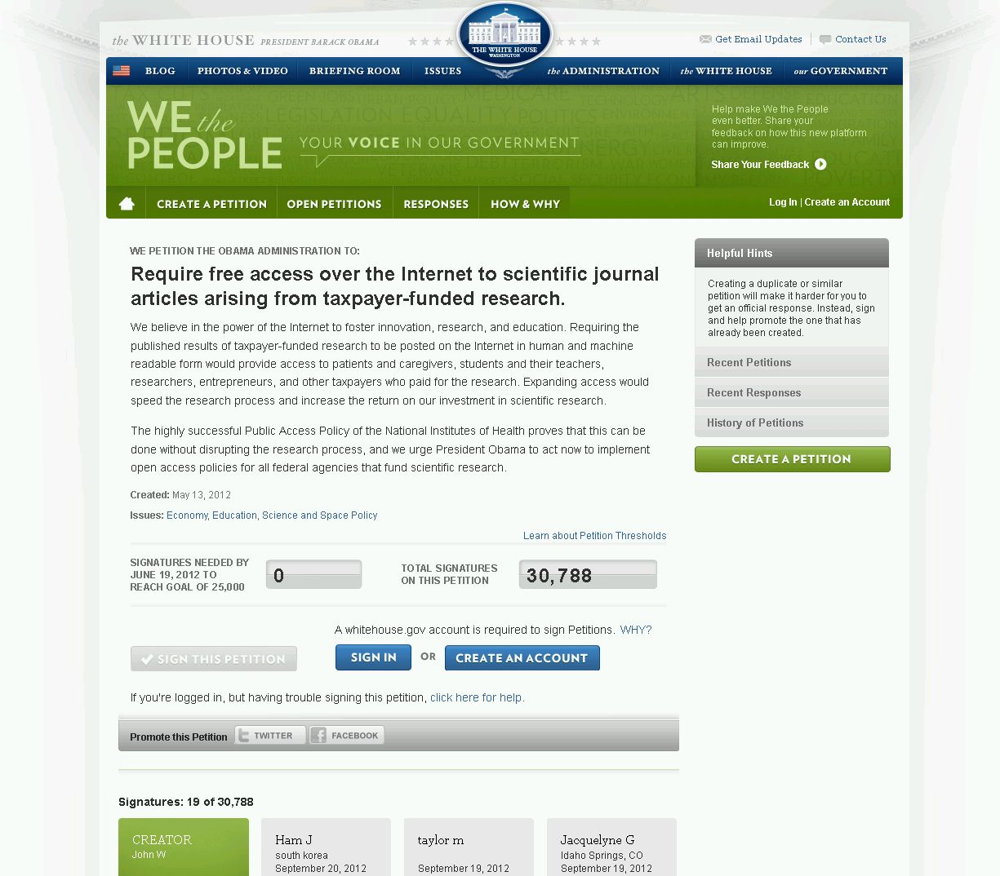 the WHITE HOUSE PRESIDENT BARACK OBAMA
THE WHITE HOUSE
WASHINGTON
Get Email Updates
Contact Us
BLOG
PHOTOS & VIDEO
BRIEFING ROOM
ISSUES
the ADMINISTRATION
the WHITE HOUSE
our GOVERNMENT
WE the
PEOPLE
YOUR VOICE IN OUR GOVERNMENT
Help make We the People
even better. Share your
feedback on how this new platform
can improve.
Share Your Feedback
CREATE A PETITION
OPEN PETITIONS
RESPONSES
HOW & WHY
Log In | Create an Account
WE PETITION THE OBAMA ADMINISTRATION TO:
Require free access over the Internet to scientific journal
articles arising from taxpayer-funded research.
We believe in the power of the Internet to foster innovation, research, and education. Requiring the
published results of taxpayer-funded research to be posted on the Internet in human and machine
readable form would provide access to patients and caregivers, students and their teachers,
researchers, entrepreneurs, and other taxpayers who paid for the research. Expanding access would
speed the research process and increase the return on our investment in scientific research.
The highly successful Public Access Policy of the National Institutes of Health proves that this can be
done without disrupting the research process, and we urge President Obama to act now to implement
open access policies for all federal agencies that fund scientific research.
Created: May 13, 2012
Issues: Economy, Education, Science and Space Policy
Learn about Petition Thresholds
SIGNATURES NEEDED BY
JUNE 19, 2012 TO
REACH GOAL OF 25,000
0
TOTAL SIGNATURES
ON THIS PETITION
30,788
A whitehouse.gov account is required to sign Petitions. WHY?
SIGN THIS PETITION
SIGN IN
OR
CREATE AN ACCOUNT
If you're logged in, but having trouble signing this petition, click here for help.
Promote this Petition
TWITTER
FACEBOOK
Signatures: 19 of 30,788
CREATOR
John W
Ham J
south korea
September 20, 2012
taylor m
September 19, 2012
Jacquelyne G
Idaho Springs, CO
September 19, 2012
Helpful Hints
Creating a duplicate or similar
petition will make it harder for you to
get an official response. Instead, sign
and help promote the one that has
already been created.
Recent Petitions
Recent Responses
History of Petitions
CREATE A PETITION